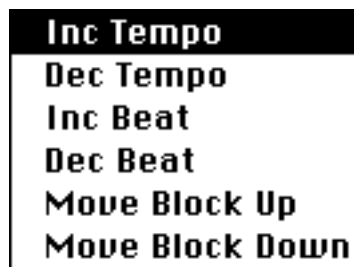 Inc Tempo
Dec Tempo
Inc Beat
Dec Beat
Move Block Up
Move Block Down